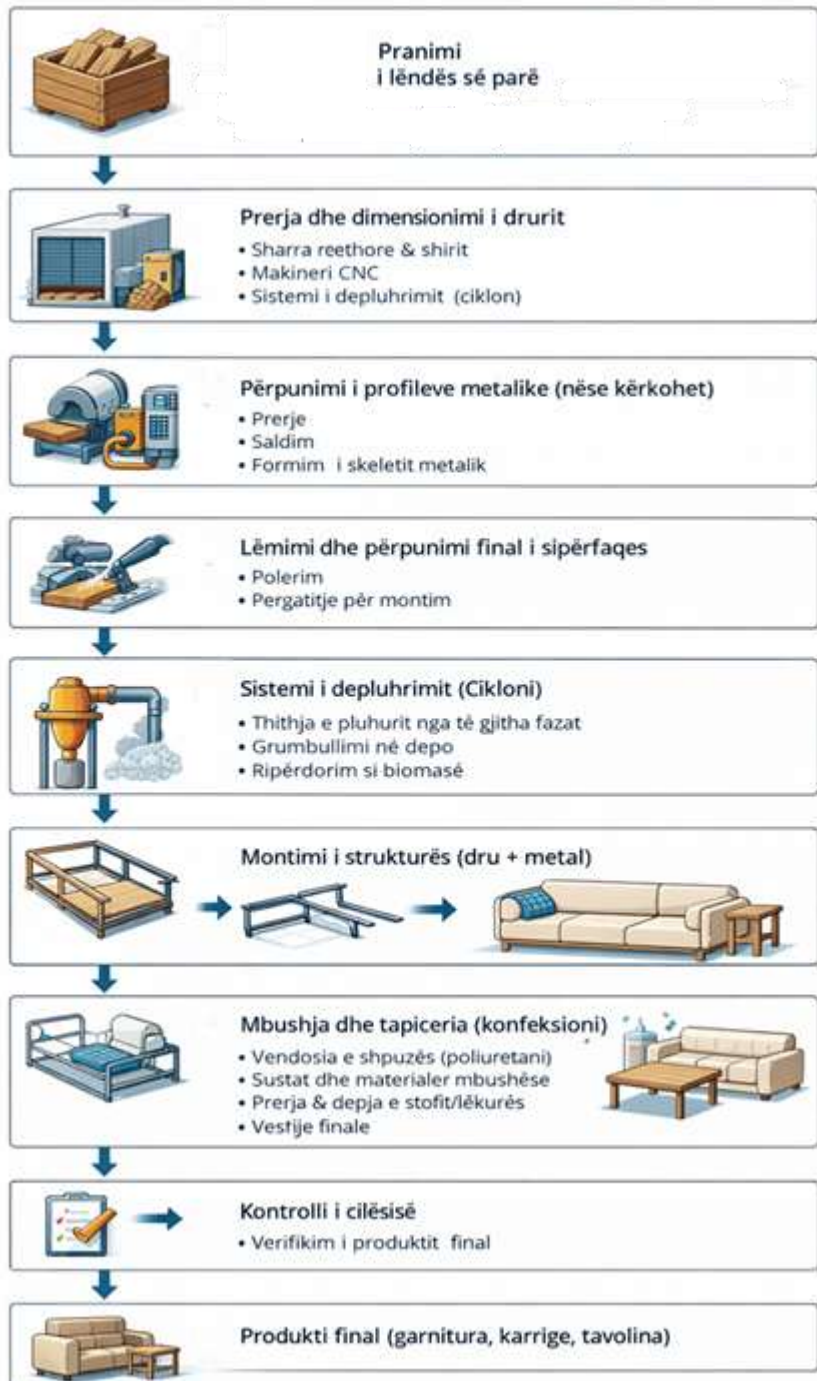 Pranimi
i lëndës sé parë
Prerja dhe dimensionimi i drurit
• Sharra reethore & shirit
• Makineri CNC
• Sistemi i depluhrimit (ciklon)
Përpunimi i profileve metalike (nëse kërkohet)
• Prerje
• Saldim
• Formim i skeletit metalik
Lëmimi dhe përpunimi final i sipërfaqes
• Polerim
• Pergatitje për montim
Sistemi i depluhrimit (Cikloni)
• Thithja e pluhurit nga të gjitha fazat
• Grumbullimi në depo
• Ripërdorim si biomasé
Montimi i strukturës (dru + metal)
Mbushja dhe tapiceria (konfeksioni)
• Vendosia e shpuzës (poliuretani)
• Sustat dhe materialer mbushëse
• Prerja & depja e stofit/lëkurës
• Vestije finale
Kontrolli i cilësisë
• Verifikim i produktit final
Produkti final (garnitura, karrige, tavolina)